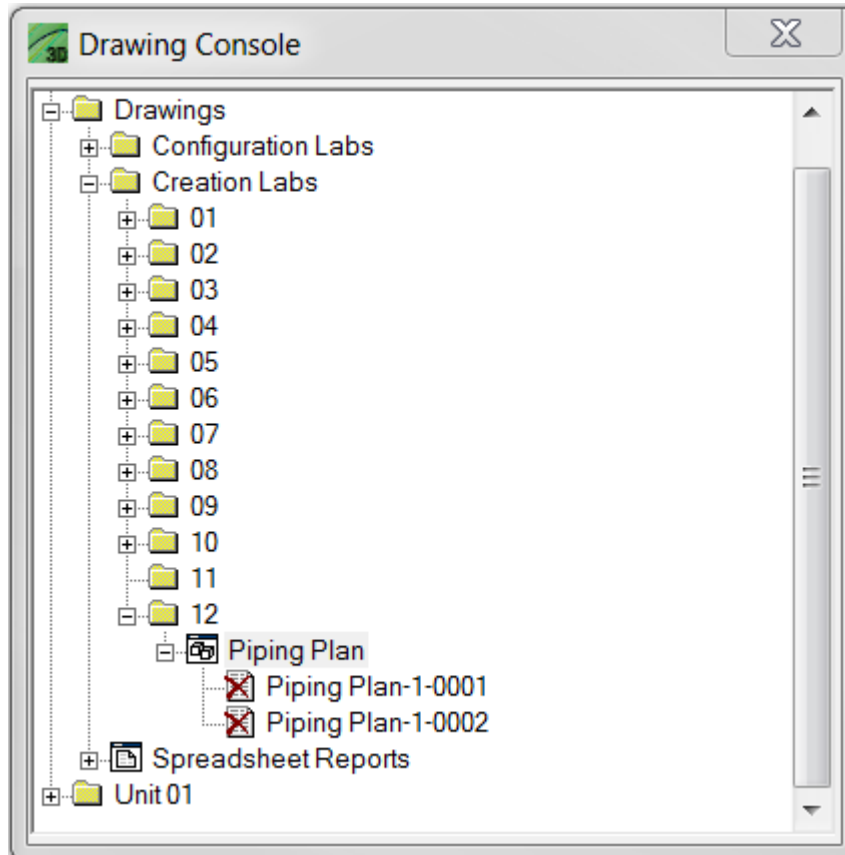 3D Drawing Console
Drawings
Configuration Labs
Creation Labs
01
02
03
04
05
06
07
08
09
10
11
12
Piping Plan
Piping Plan-1-0001
Piping Plan-1-0002
Spreadsheet Reports
Unit 01